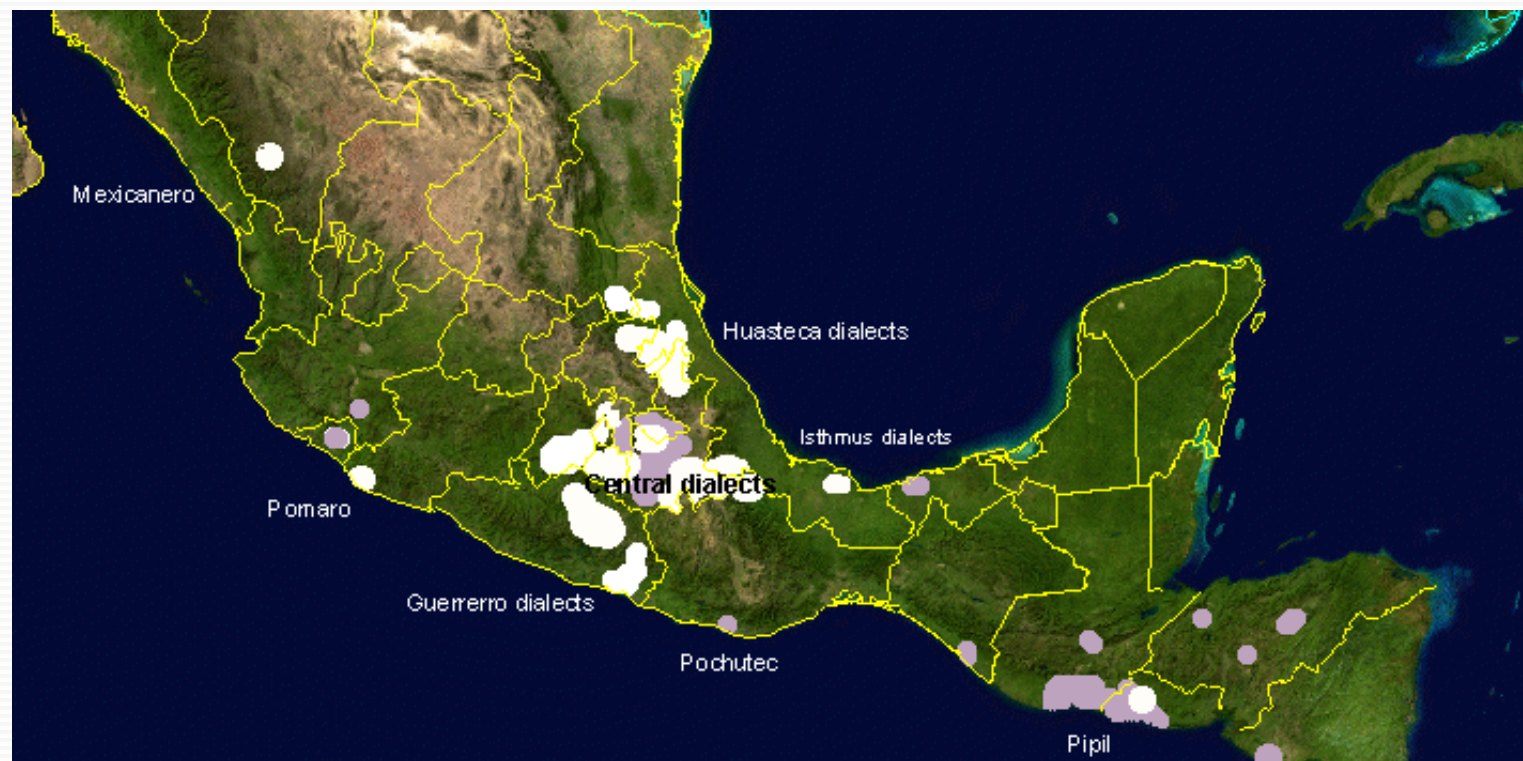 Mexicanero
Huasteca dialects
Isthmus dialects
Central dialects
Pomaro
Guerrerro dialects
Pochutec
Pipil